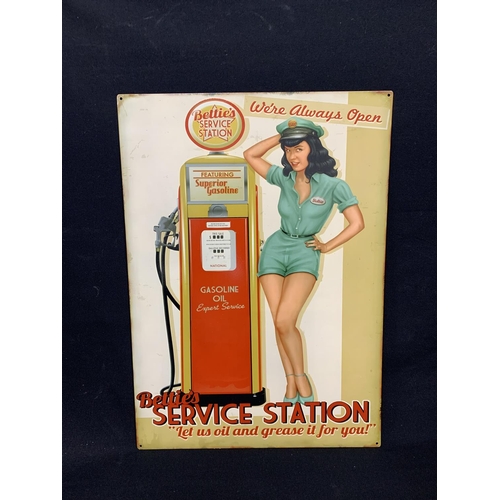 Bettie's
SERVICE
STATION
We're Always Open
FEATURING
Superior
Gasoline
GASOLINE
OIL
Expert Service
Bettie's
SERVICE STATION
"Let us oil and grease it for you!"